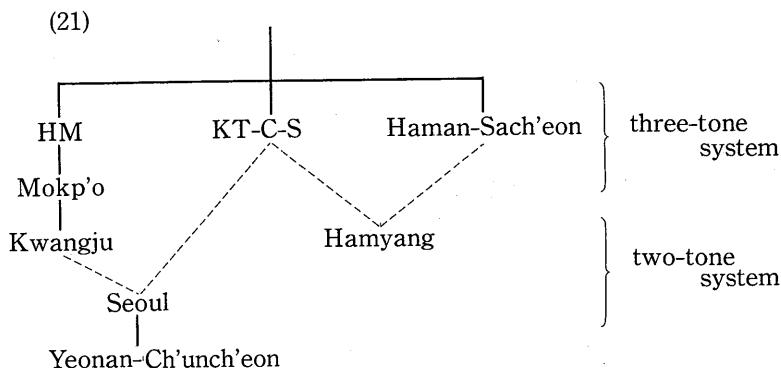 (21)
HM KT-C-S Haman-Sach'eon three-tone
system
Mokp'o
Kwangju Hamyang two-tone
system
Seoul
Yeonan-Ch'unch'eon